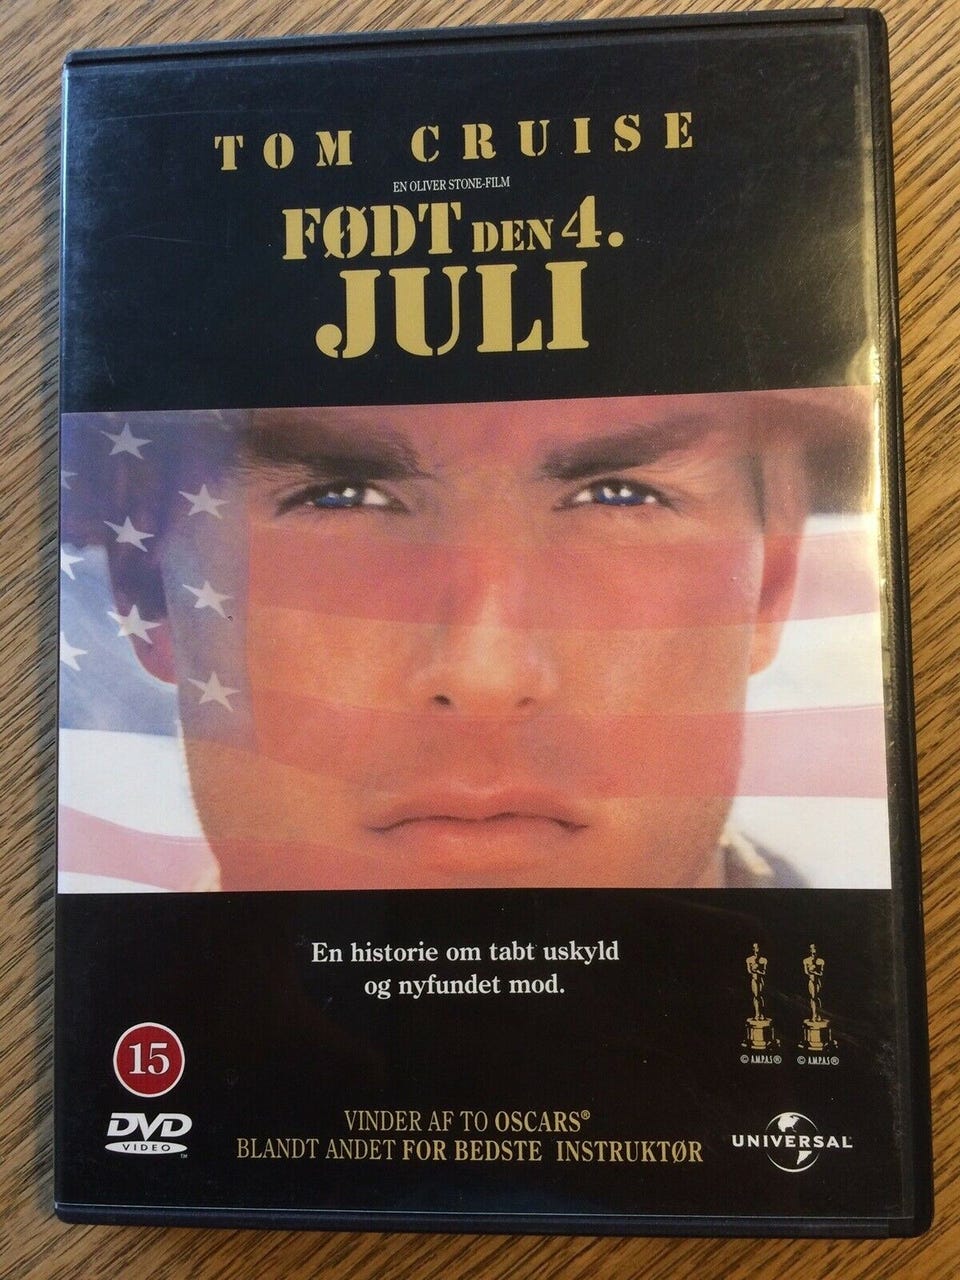 TOM CRUISE
EN OLIVER STONE-FILM
FØDT DEN 4.
JULI
En historie om tabt uskyld
og nyfundet mod.
© A.M.P.A.S ® © A.M.P.A.S ®
15
DVD
VIDEO
TM
VINDER AF TO OSCARS®
BLANDT ANDET FOR BEDSTE INSTRUKTØR
UNIVERSAL